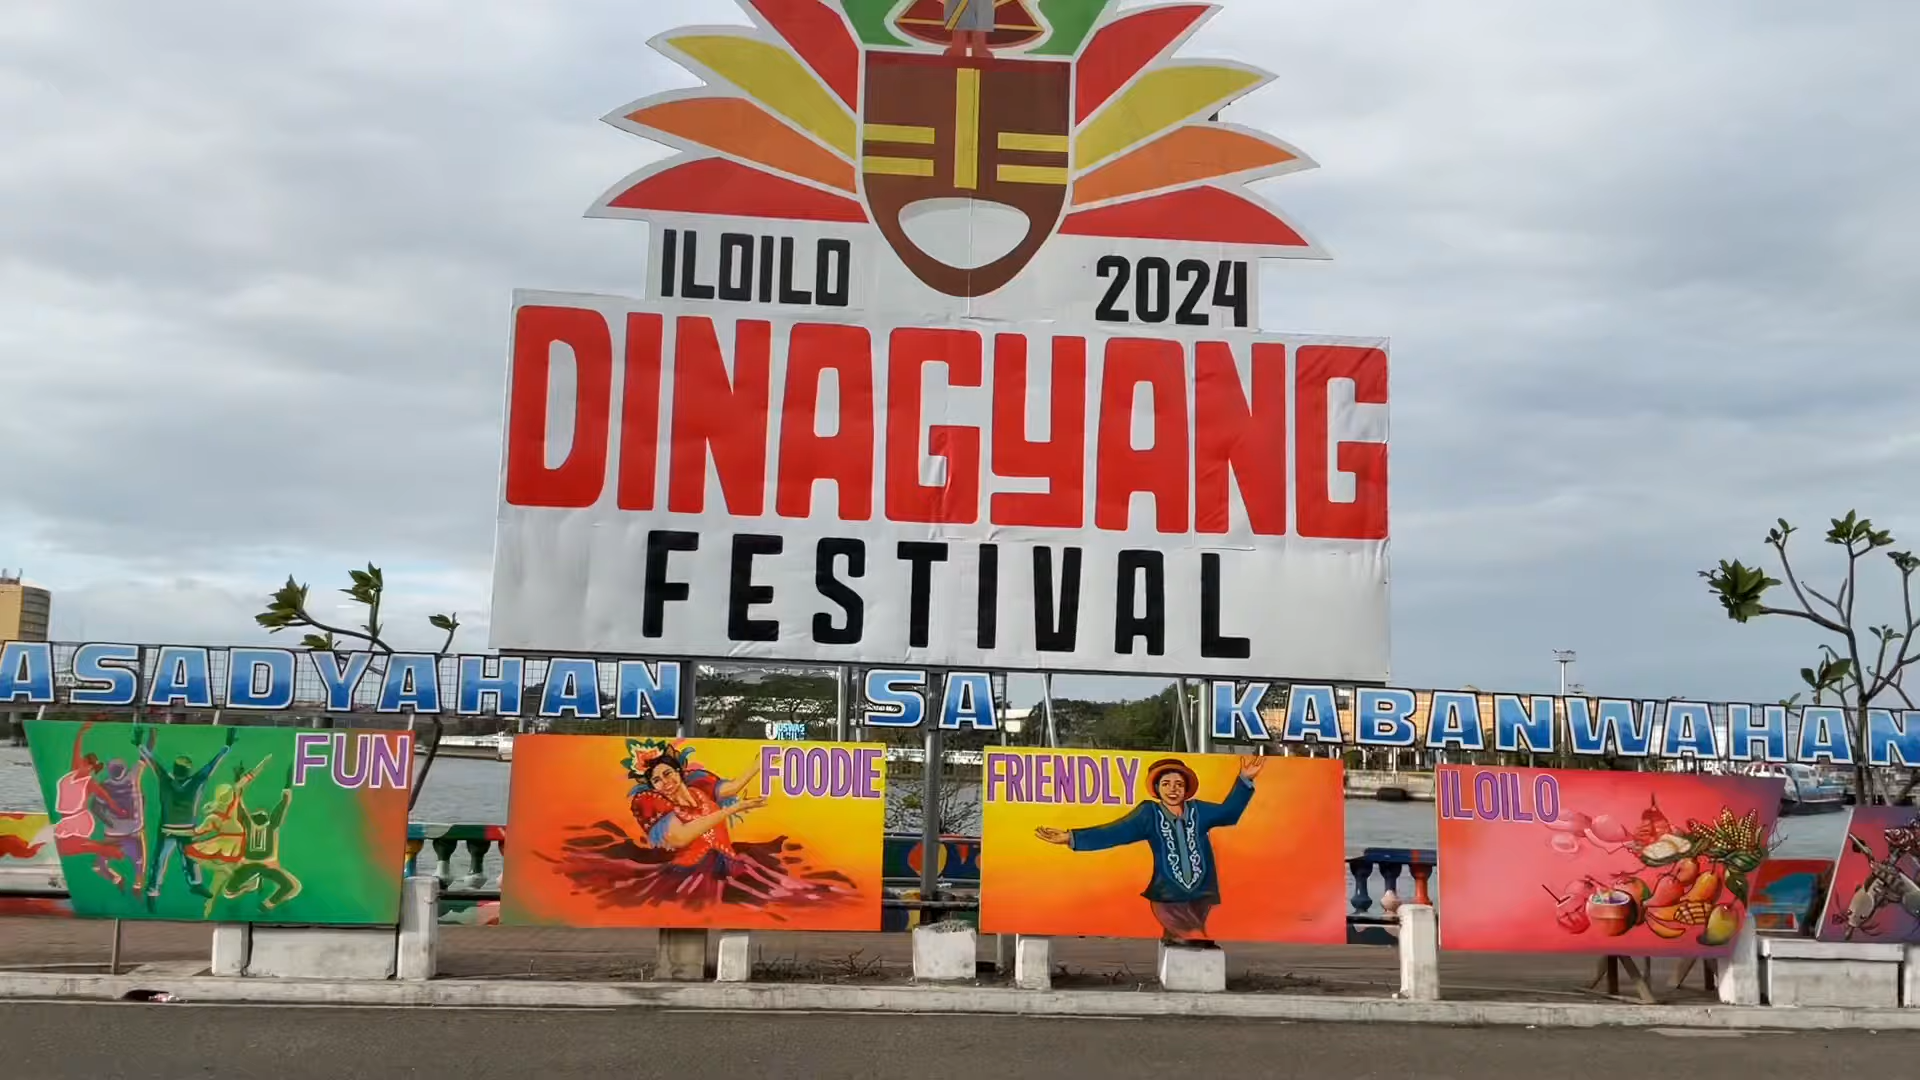 ILOILO 2024
DINAGYANG
FESTIVAL
ASADYAHAN SA KABANWAHAN
FUN
FOODIE
FRIENDLY
ILOILO